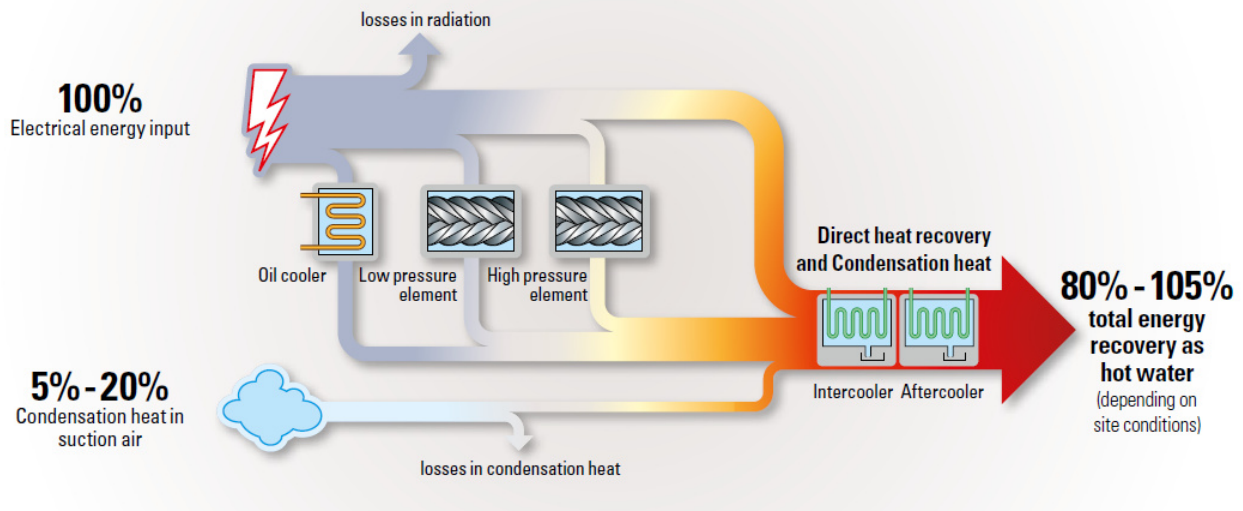 losses in radiation
100%
Electrical energy input
Oil cooler
Low pressure
element
High pressure
element
Direct heat recovery
and Condensation heat
Intercooler
Aftercooler
80% - 105%
total energy
recovery as
hot water
(depending on
site conditions)
5% - 20%
Condensation heat in
suction air
losses in condensation heat